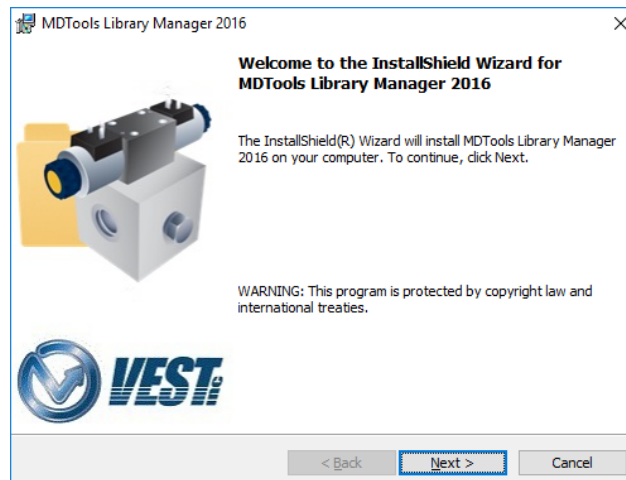 MDTools Library Manager 2016
Welcome to the InstallShield Wizard for
MDTools Library Manager 2016
The InstallShield(R) Wizard will install MDTools Library Manager
2016 on your computer. To continue, click Next.
WARNING: This program is protected by copyright law and
international treaties.
VEST inc
< Back
Next >
Cancel